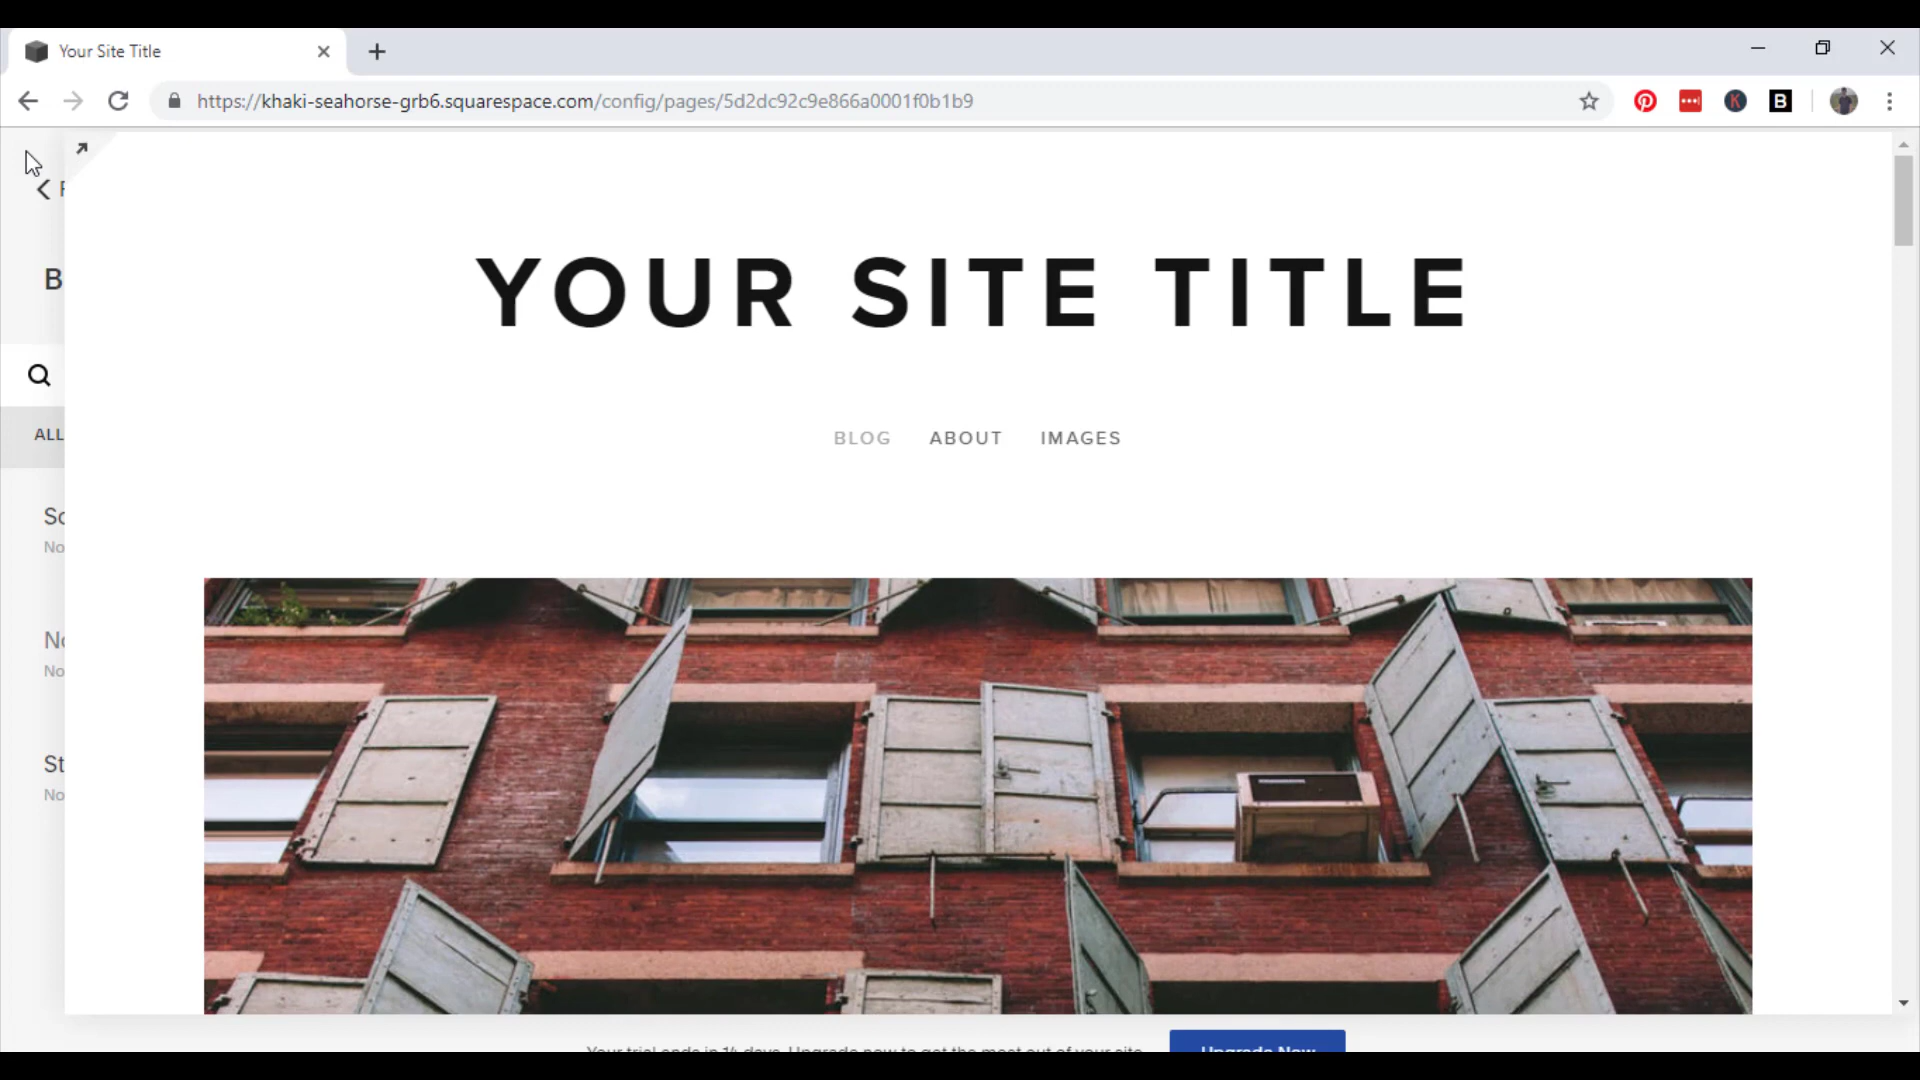 Your Site Title
https://khaki-seahorse-grb6.squarespace.com/config/pages/5d2dc92c9e866a0001f0b1b9
K
B
B
YOUR SITE TITLE
ALL
BLOG ABOUT IMAGES
So
No
No
No
St
No
Your trial ends in 14 days. Upgrade now to get the most out of your site.
Upgrade Now